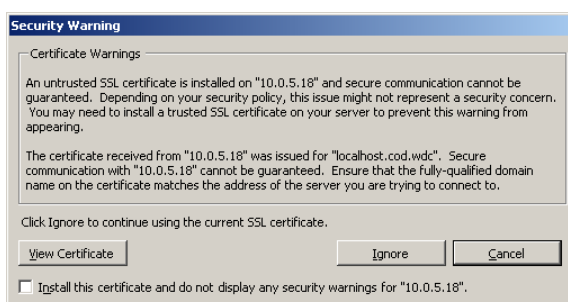 Security Warning
Certificate Warnings
An untrusted SSL certificate is installed on "10.0.5.18" and secure communication cannot be
guaranteed. Depending on your security policy, this issue might not represent a security concern.
You may need to install a trusted SSL certificate on your server to prevent this warning from
appearing.
The certificate received from "10.0.5.18" was issued for "localhost.cod.wdc". Secure
communication with "10.0.5.18" cannot be guaranteed. Ensure that the fully-qualified domain
name on the certificate matches the address of the server you are trying to connect to.
Click Ignore to continue using the current SSL certificate.
View Certificate
Ignore
Cancel
Install this certificate and do not display any security warnings for "10.0.5.18".